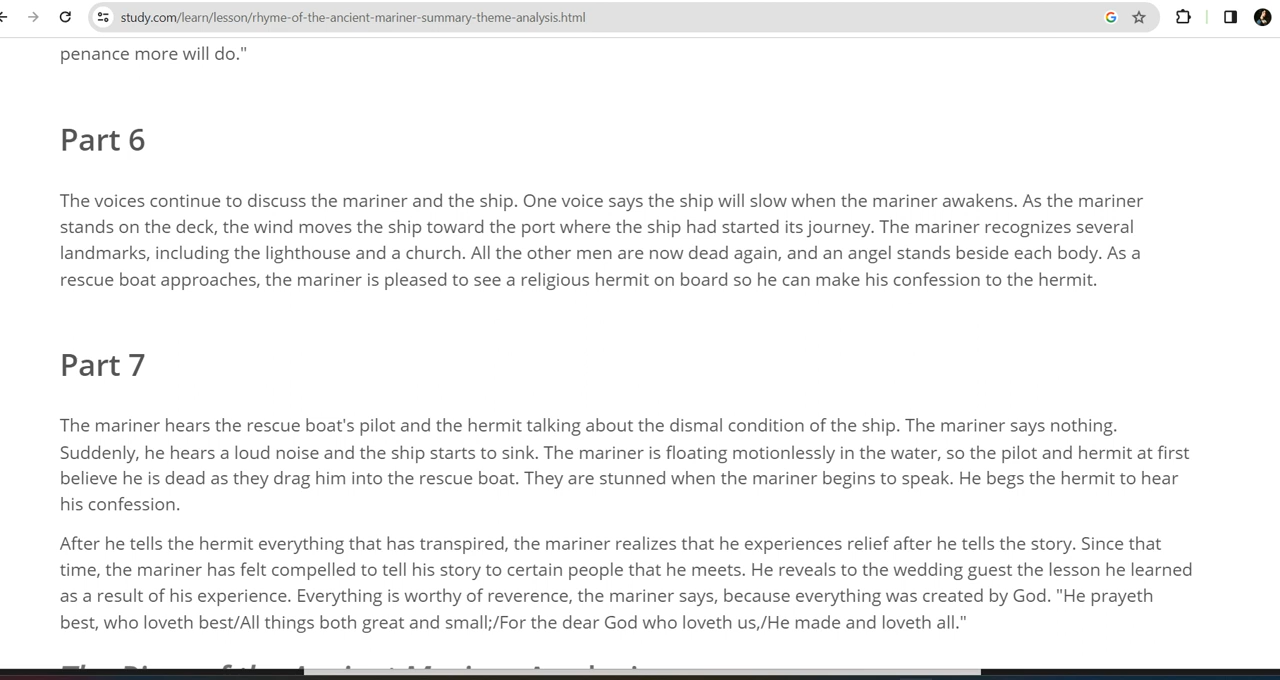 study.com/learn/lesson/rhyme-of-the-ancient-mariner-summary-theme-analysis.html
penance more will do."
Part 6
The voices continue to discuss the mariner and the ship. One voice says the ship will slow when the mariner awakens. As the mariner
stands on the deck, the wind moves the ship toward the port where the ship had started its journey. The mariner recognizes several
landmarks, including the lighthouse and a church. All the other men are now dead again, and an angel stands beside each body. As a
rescue boat approaches, the mariner is pleased to see a religious hermit on board so he can make his confession to the hermit.
Part 7
The mariner hears the rescue boat's pilot and the hermit talking about the dismal condition of the ship. The mariner says nothing.
Suddenly, he hears a loud noise and the ship starts to sink. The mariner is floating motionlessly in the water, so the pilot and hermit at first
believe he is dead as they drag him into the rescue boat. They are stunned when the mariner begins to speak. He begs the hermit to hear
his confession.
After he tells the hermit everything that has transpired, the mariner realizes that he experiences relief after he tells the story. Since that
time, the mariner has felt compelled to tell his story to certain people that he meets. He reveals to the wedding guest the lesson he learned
as a result of his experience. Everything is worthy of reverence, the mariner says, because everything was created by God. "He prayeth
best, who loveth best/All things both great and small;/For the dear God who loveth us,/He made and loveth all."